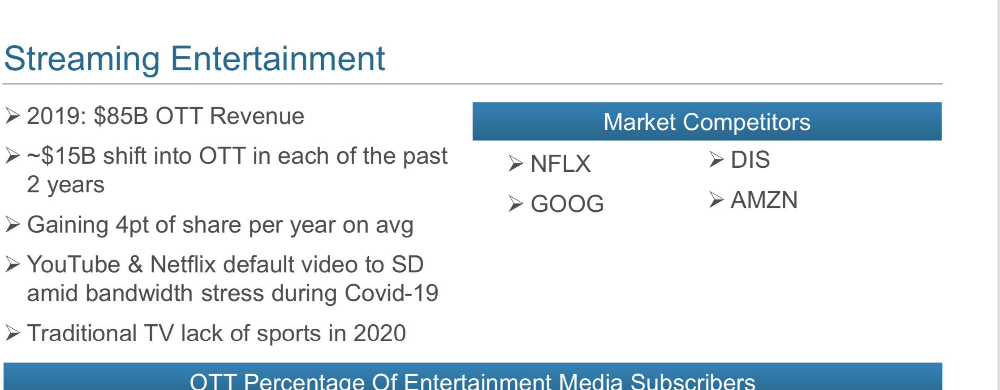 Streaming Entertainment
➢ 2019: $85B OTT Revenue
➢ ~$15B shift into OTT in each of the past
2 years
➢ Gaining 4pt of share per year on avg
➢ YouTube & Netflix default video to SD
amid bandwidth stress during Covid-19
➢ Traditional TV lack of sports in 2020
Market Competitors
➢ NFLX
➢ GOOG
➢ DIS
➢ AMZN
OTT Percentage Of Entertainment Media Subscribers